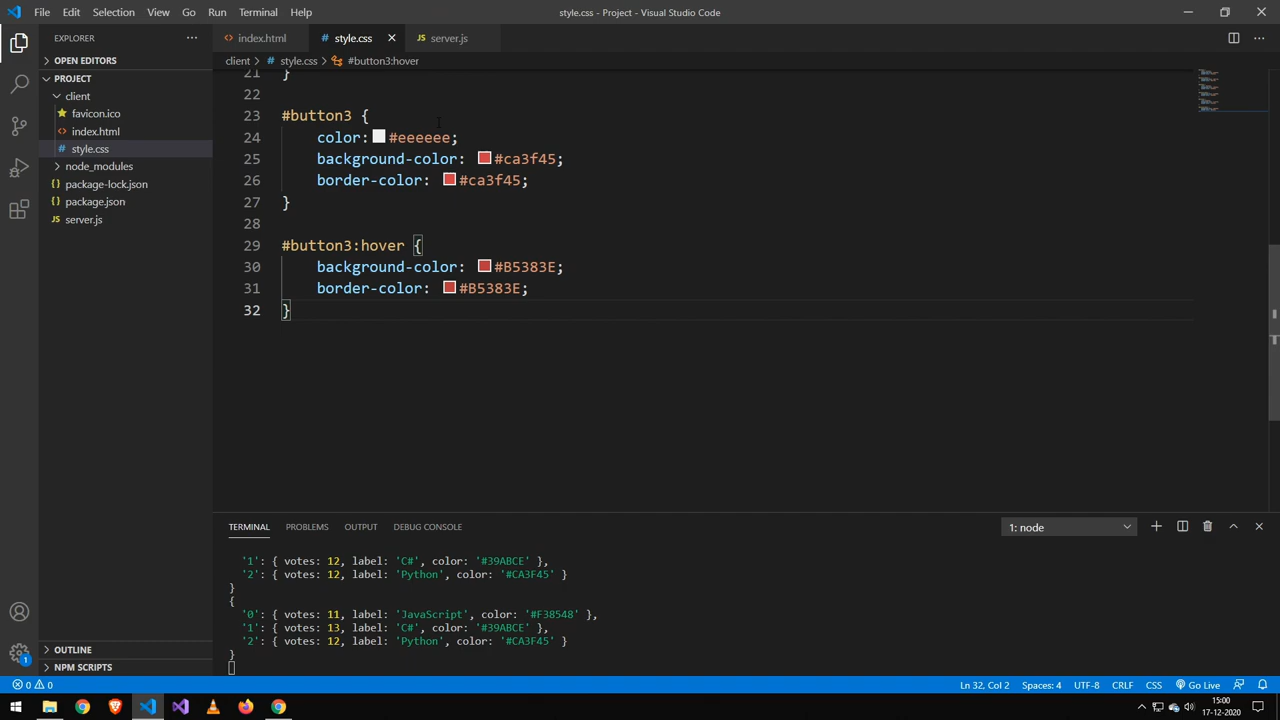 File Edit Selection View Go Run Terminal Help style.css - Project - Visual Studio Code
EXPLORER
OPEN EDITORS
PROJECT
client
favicon.ico
index.html
style.css
node_modules
package-lock.json
package.json
server.js
OUTLINE
NPM SCRIPTS
index.html style.css server.js
client > style.css > #button3:hover
21 }
22
23 #button3 {
24 color: #eeeeee;
25 background-color: #ca3f45;
26 border-color: #ca3f45;
27 }
28
29 #button3:hover {
30 background-color: #B5383E;
31 border-color: #B5383E;
32 }
TERMINAL PROBLEMS OUTPUT DEBUG CONSOLE 1: node
'1': { votes: 12, label: 'C#', color: '#39ABCE' },
'2': { votes: 12, label: 'Python', color: '#CA3F45' }
}
{
'0': { votes: 11, label: 'JavaScript', color: '#F38548' },
'1': { votes: 13, label: 'C#', color: '#39ABCE' },
'2': { votes: 12, label: 'Python', color: '#CA3F45' }
}
1
0 0 Ln 32, Col 2 Spaces: 4 UTF-8 CRLF CSS Go Live
15:00
17-12-2020